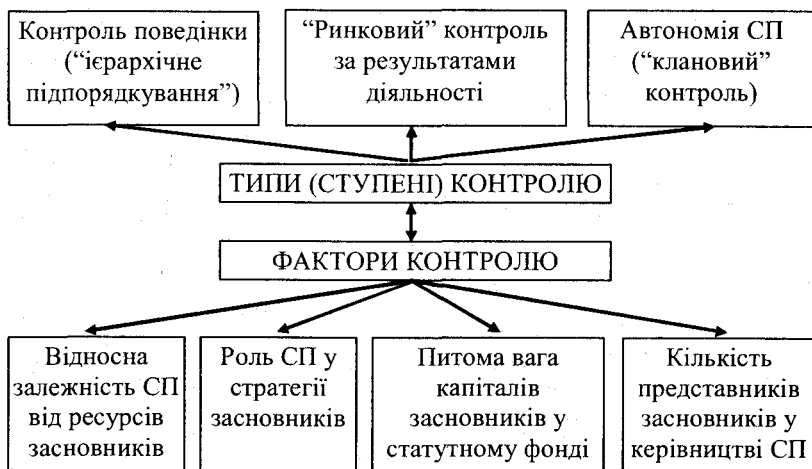 Контроль поведінки
(“ієрархічне
підпорядкування”)
“Ринковий” контроль
за результатами
діяльності
Автономія СП
(“клановий”
контроль)
ТИПИ (СТУПЕНІ) КОНТРОЛЮ
ФАКТОРИ КОНТРОЛЮ
Відносна
залежність СП
від ресурсів
засновників
Роль СП у
стратегії
засновників
Питома вага
капіталів
засновників у
статутному фонді
Кількість
представників
засновників у
керівництві СП